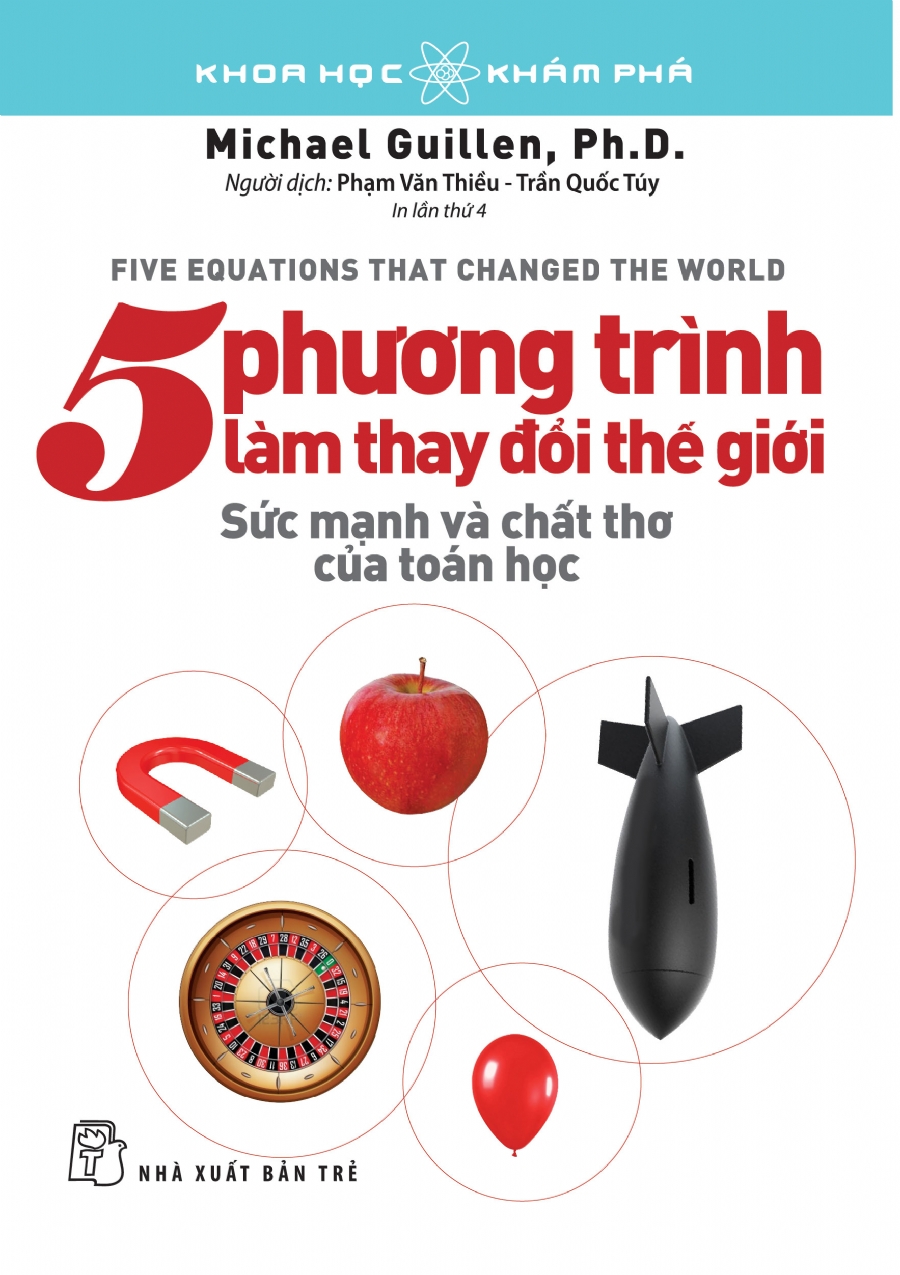 KHOA HỌC KHÁM PHÁ
Michael Guillen, Ph.D.
Người dịch: Phạm Văn Thiều - Trần Quốc Túy
In lần thứ 4
FIVE EQUATIONS THAT CHANGED THE WORLD
5 phương trình
làm thay đổi thế giới
Sức mạnh và chất thơ
của toán học
T
NHÀ XUẤT BẢN TRẺ